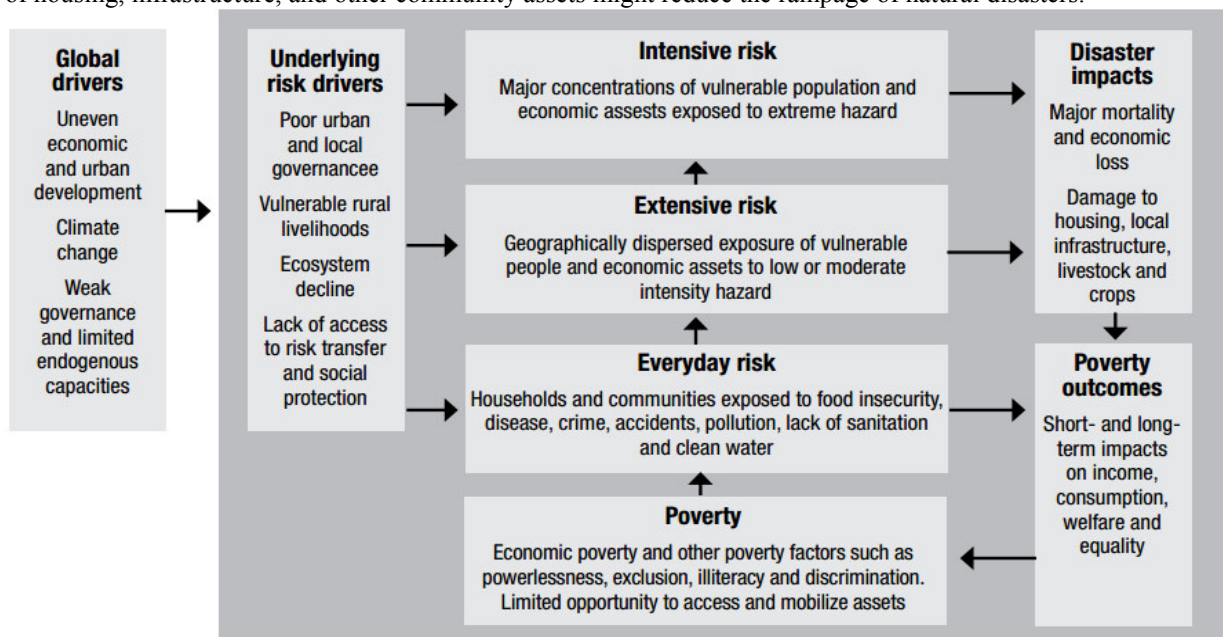 of housing, infrastructure, and other community assets might reduce the rampage of natural disasters.
Global
drivers
Uneven
economic
and urban
development
Climate
change
Weak
governance
and limited
endogenous
capacities
Underlying
risk drivers
Poor urban
and local
governancee
Vulnerable rural
livelihoods
Ecosystem
decline
Lack of access
to risk transfer
and social
protection
Intensive risk
Major concentrations of vulnerable population and
economic assests exposed to extreme hazard
Extensive risk
Geographically dispersed exposure of vulnerable
people and economic assets to low or moderate
intensity hazard
Everyday risk
Households and communities exposed to food insecurity,
disease, crime, accidents, pollution, lack of sanitation
and clean water
Poverty
Economic poverty and other poverty factors such as
powerlessness, exclusion, illiteracy and discrimination.
Limited opportunity to access and mobilize assets
Disaster
impacts
Major mortality
and economic
loss
Damage to
housing, local
infrastructure,
livestock and
crops
Poverty
outcomes
Short- and long-
term impacts
on income,
consumption,
welfare and
equality